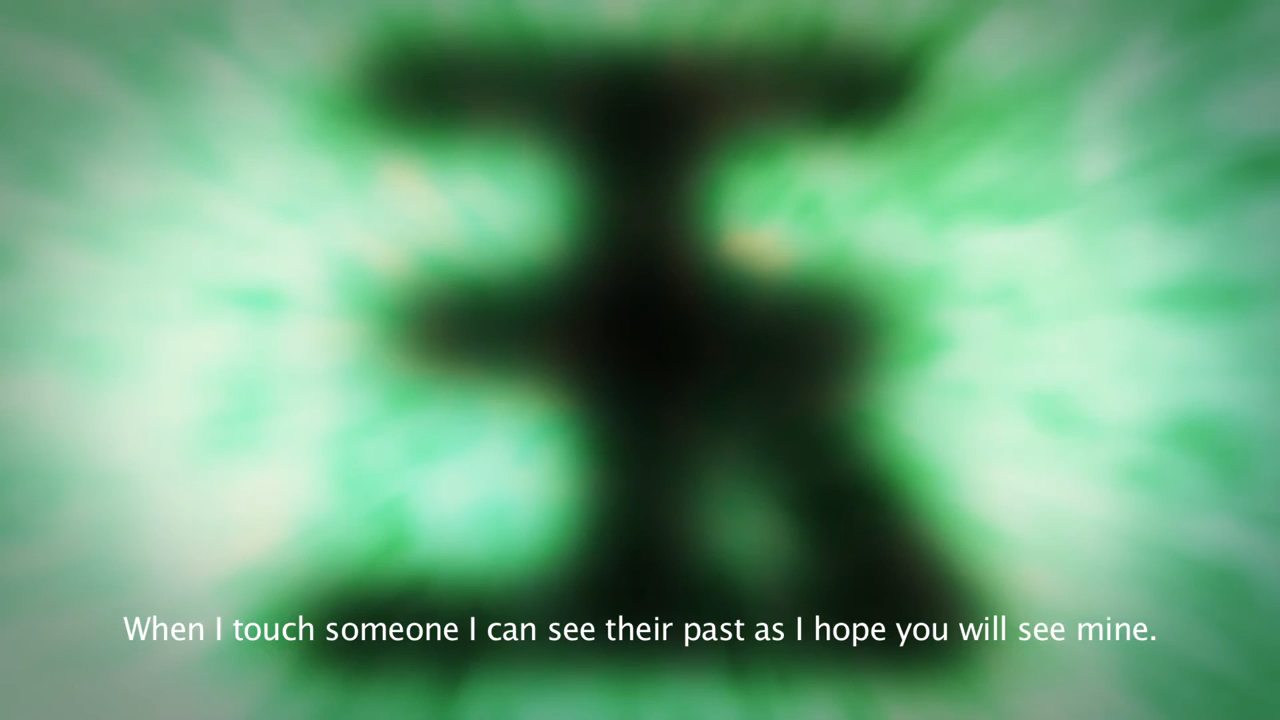 When I touch someone I can see their past as I hope you will see mine.